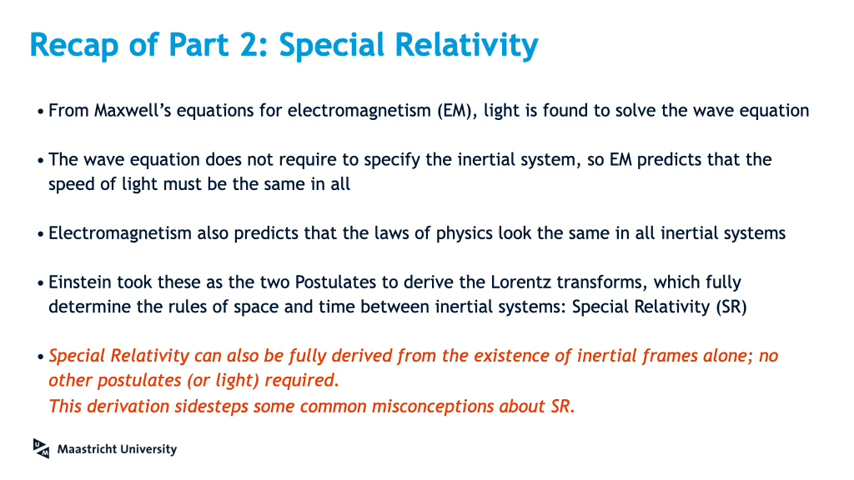 Recap of Part 2: Special Relativity
• From Maxwell's equations for electromagnetism (EM), light is found to solve the wave equation
• The wave equation does not require to specify the inertial system, so EM predicts that the
speed of light must be the same in all
• Electromagnetism also predicts that the laws of physics look the same in all inertial systems
• Einstein took these as the two Postulates to derive the Lorentz transforms, which fully
determine the rules of space and time between inertial systems: Special Relativity (SR)
• Special Relativity can also be fully derived from the existence of inertial frames alone; no
other postulates (or light) required.
This derivation sidesteps some common misconceptions about SR.
UM Maastricht University